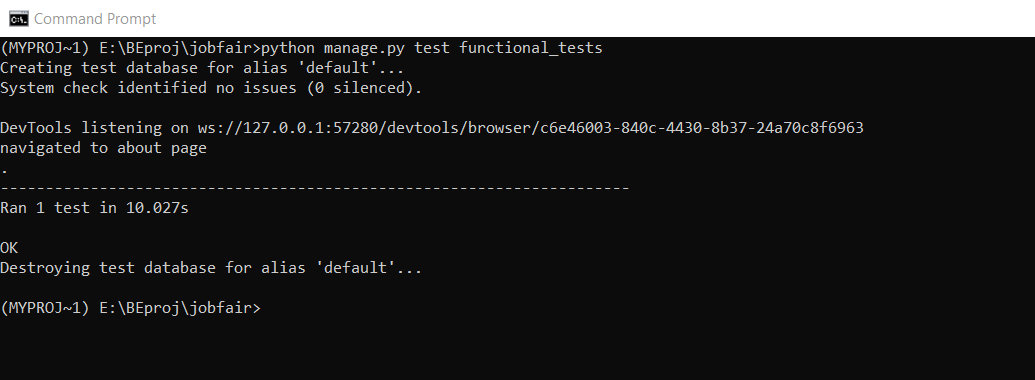 Command Prompt
(MYPROJ~1) E:\BEproj\jobfair>python manage.py test functional_tests
Creating test database for alias 'default'...
System check identified no issues (0 silenced).
DevTools listening on ws://127.0.0.1:57280/devtools/browser/c6e46003-840c-4430-8b37-24a70c8f6963
navigated to about page
.
----------------------------------------------------------------------
Ran 1 test in 10.027s
OK
Destroying test database for alias 'default'...
(MYPROJ~1) E:\BEproj\jobfair>